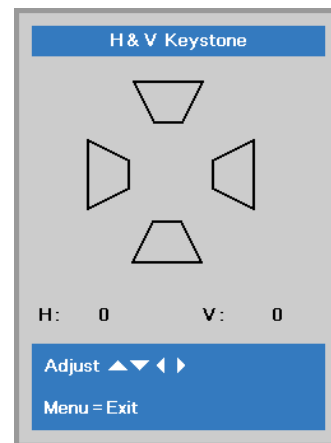 H & V Keystone
H: 0 V: 0
Adjust ▲▼◀▶
Menu = Exit